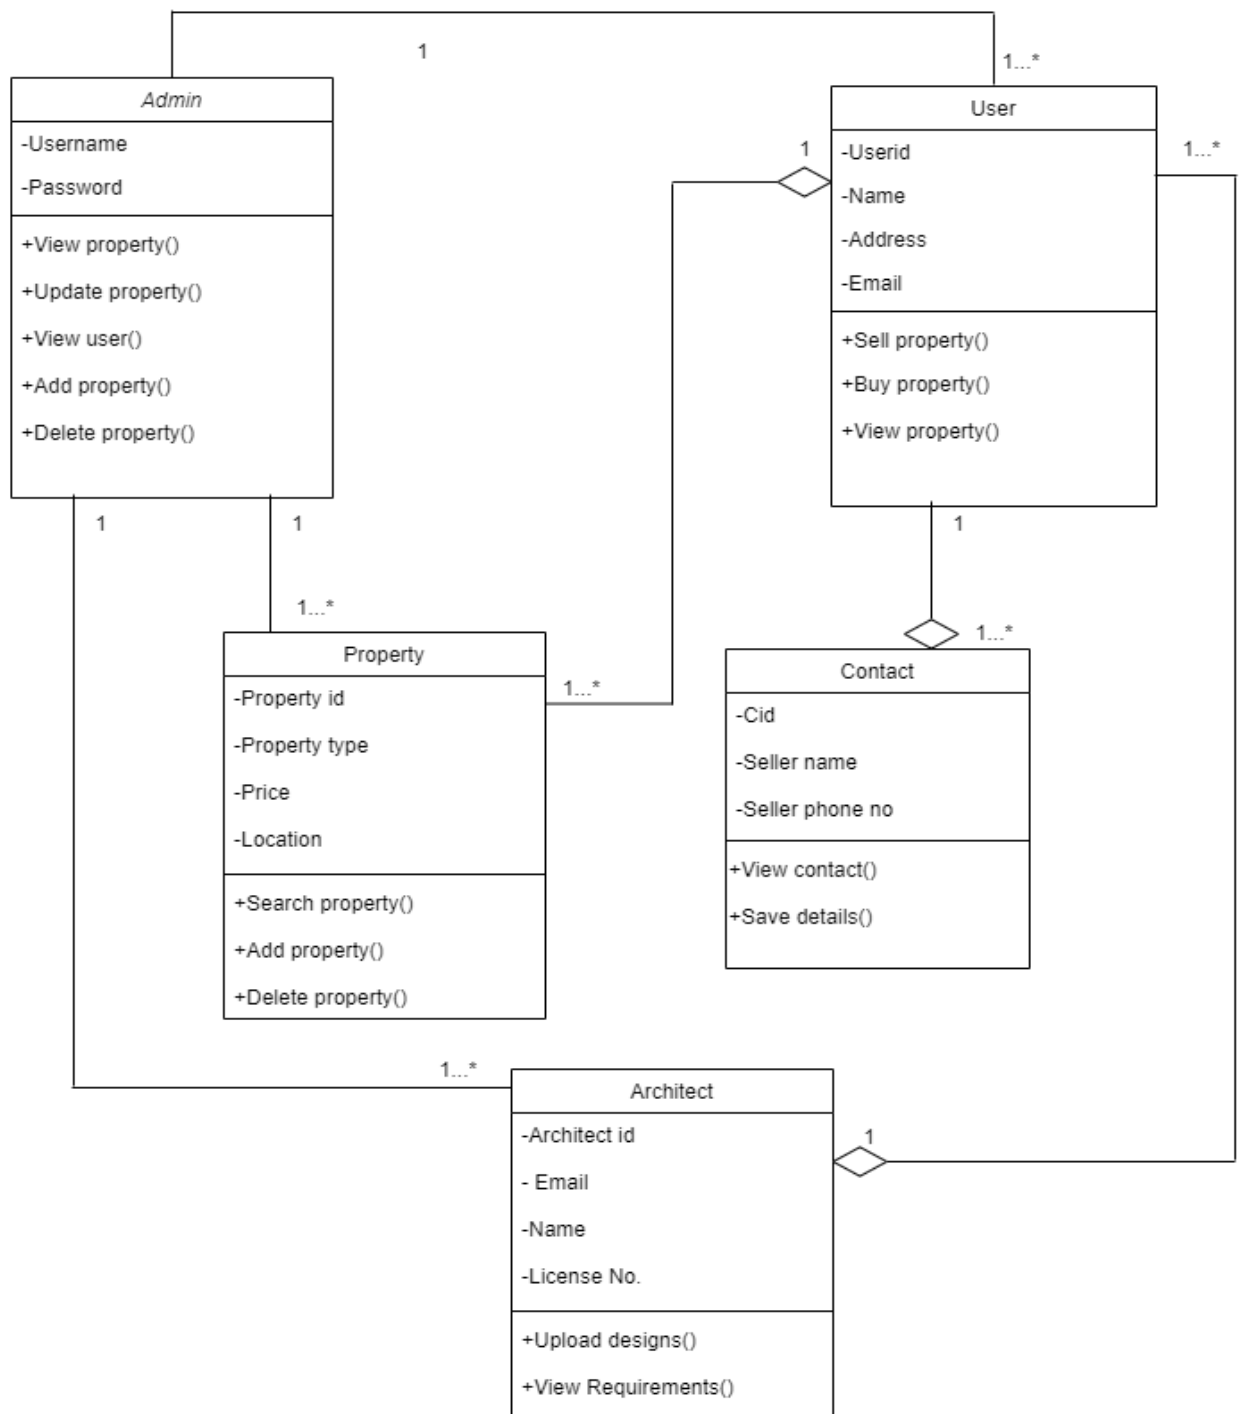 1
1...*
Admin
-Username
-Password
+View property()
+Update property()
+View user()
+Add property()
+Delete property()
1
1
1...*
User
-Userid
-Name
-Address
-Email
+Sell property()
+Buy property()
+View property()
1
1...*
1
1...*
Property
-Property id
-Property type
-Price
-Location
+Search property()
+Add property()
+Delete property()
1...*
1...*
Contact
-Cid
-Seller name
-Seller phone no
+View contact()
+Save details()
1...*
Architect
-Architect id
- Email
-Name
-License No.
+Upload designs()
+View Requirements()
1